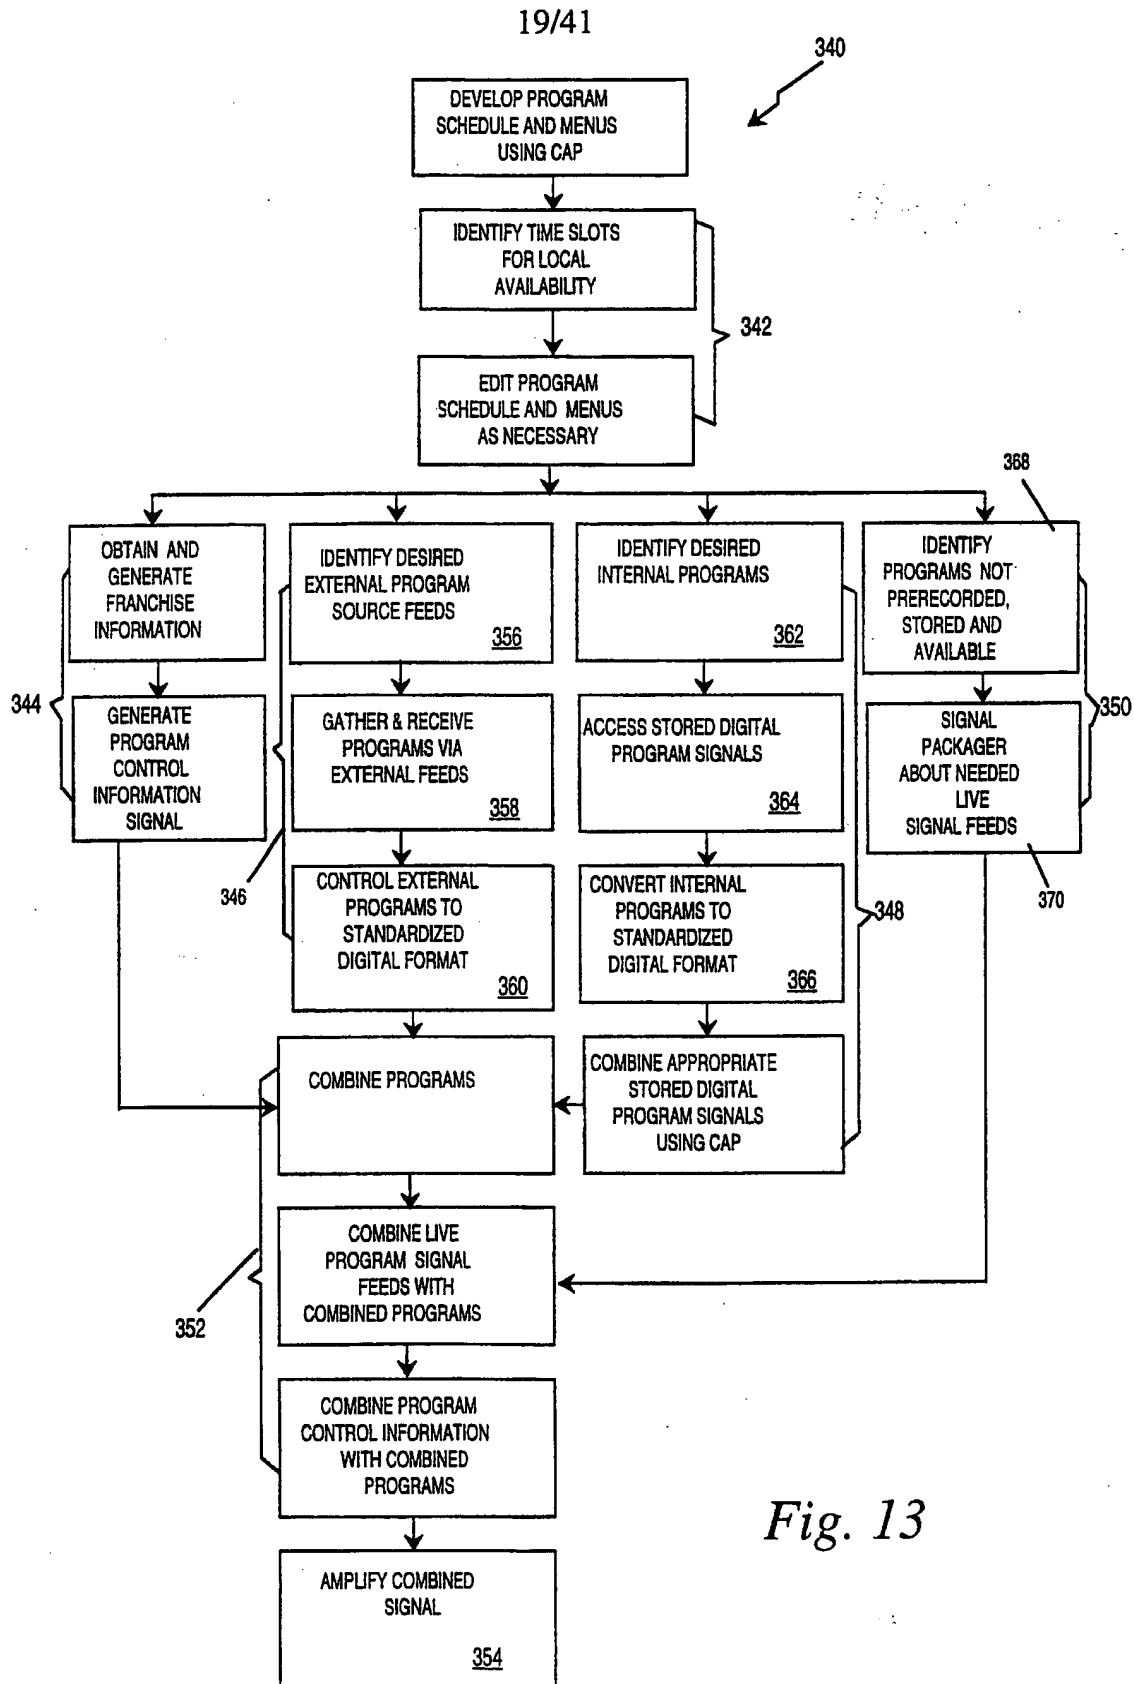 19/41
340
DEVELOP PROGRAM
SCHEDULE AND MENUS
USING CAP
IDENTIFY TIME SLOTS
FOR LOCAL
AVAILABILITY
342
EDIT PROGRAM
SCHEDULE AND MENUS
AS NECESSARY
368
OBTAIN AND
GENERATE
FRANCHISE
INFORMATION
IDENTIFY DESIRED
EXTERNAL PROGRAM
SOURCE FEEDS
356
IDENTIFY DESIRED
INTERNAL PROGRAMS
362
IDENTIFY
PROGRAMS NOT
PRERECORDED,
STORED AND
AVAILABLE
344
350
GENERATE
PROGRAM
CONTROL
INFORMATION
SIGNAL
GATHER & RECEIVE
PROGRAMS VIA
EXTERNAL FEEDS
358
ACCESS STORED DIGITAL
PROGRAM SIGNALS
364
SIGNAL
PACKAGER
ABOUT NEEDED
LIVE
SIGNAL FEEDS
346
370
CONTROL EXTERNAL
PROGRAMS TO
STANDARDIZED
DIGITAL FORMAT
360
CONVERT INTERNAL
PROGRAMS TO
STANDARDIZED
DIGITAL FORMAT
366
348
COMBINE PROGRAMS
COMBINE APPROPRIATE
STORED DIGITAL
PROGRAM SIGNALS
USING CAP
352
COMBINE LIVE
PROGRAM SIGNAL
FEEDS WITH
COMBINED PROGRAMS
COMBINE PROGRAM
CONTROL INFORMATION
WITH COMBINED
PROGRAMS
Fig. 13
AMPLIFY COMBINED
SIGNAL
354